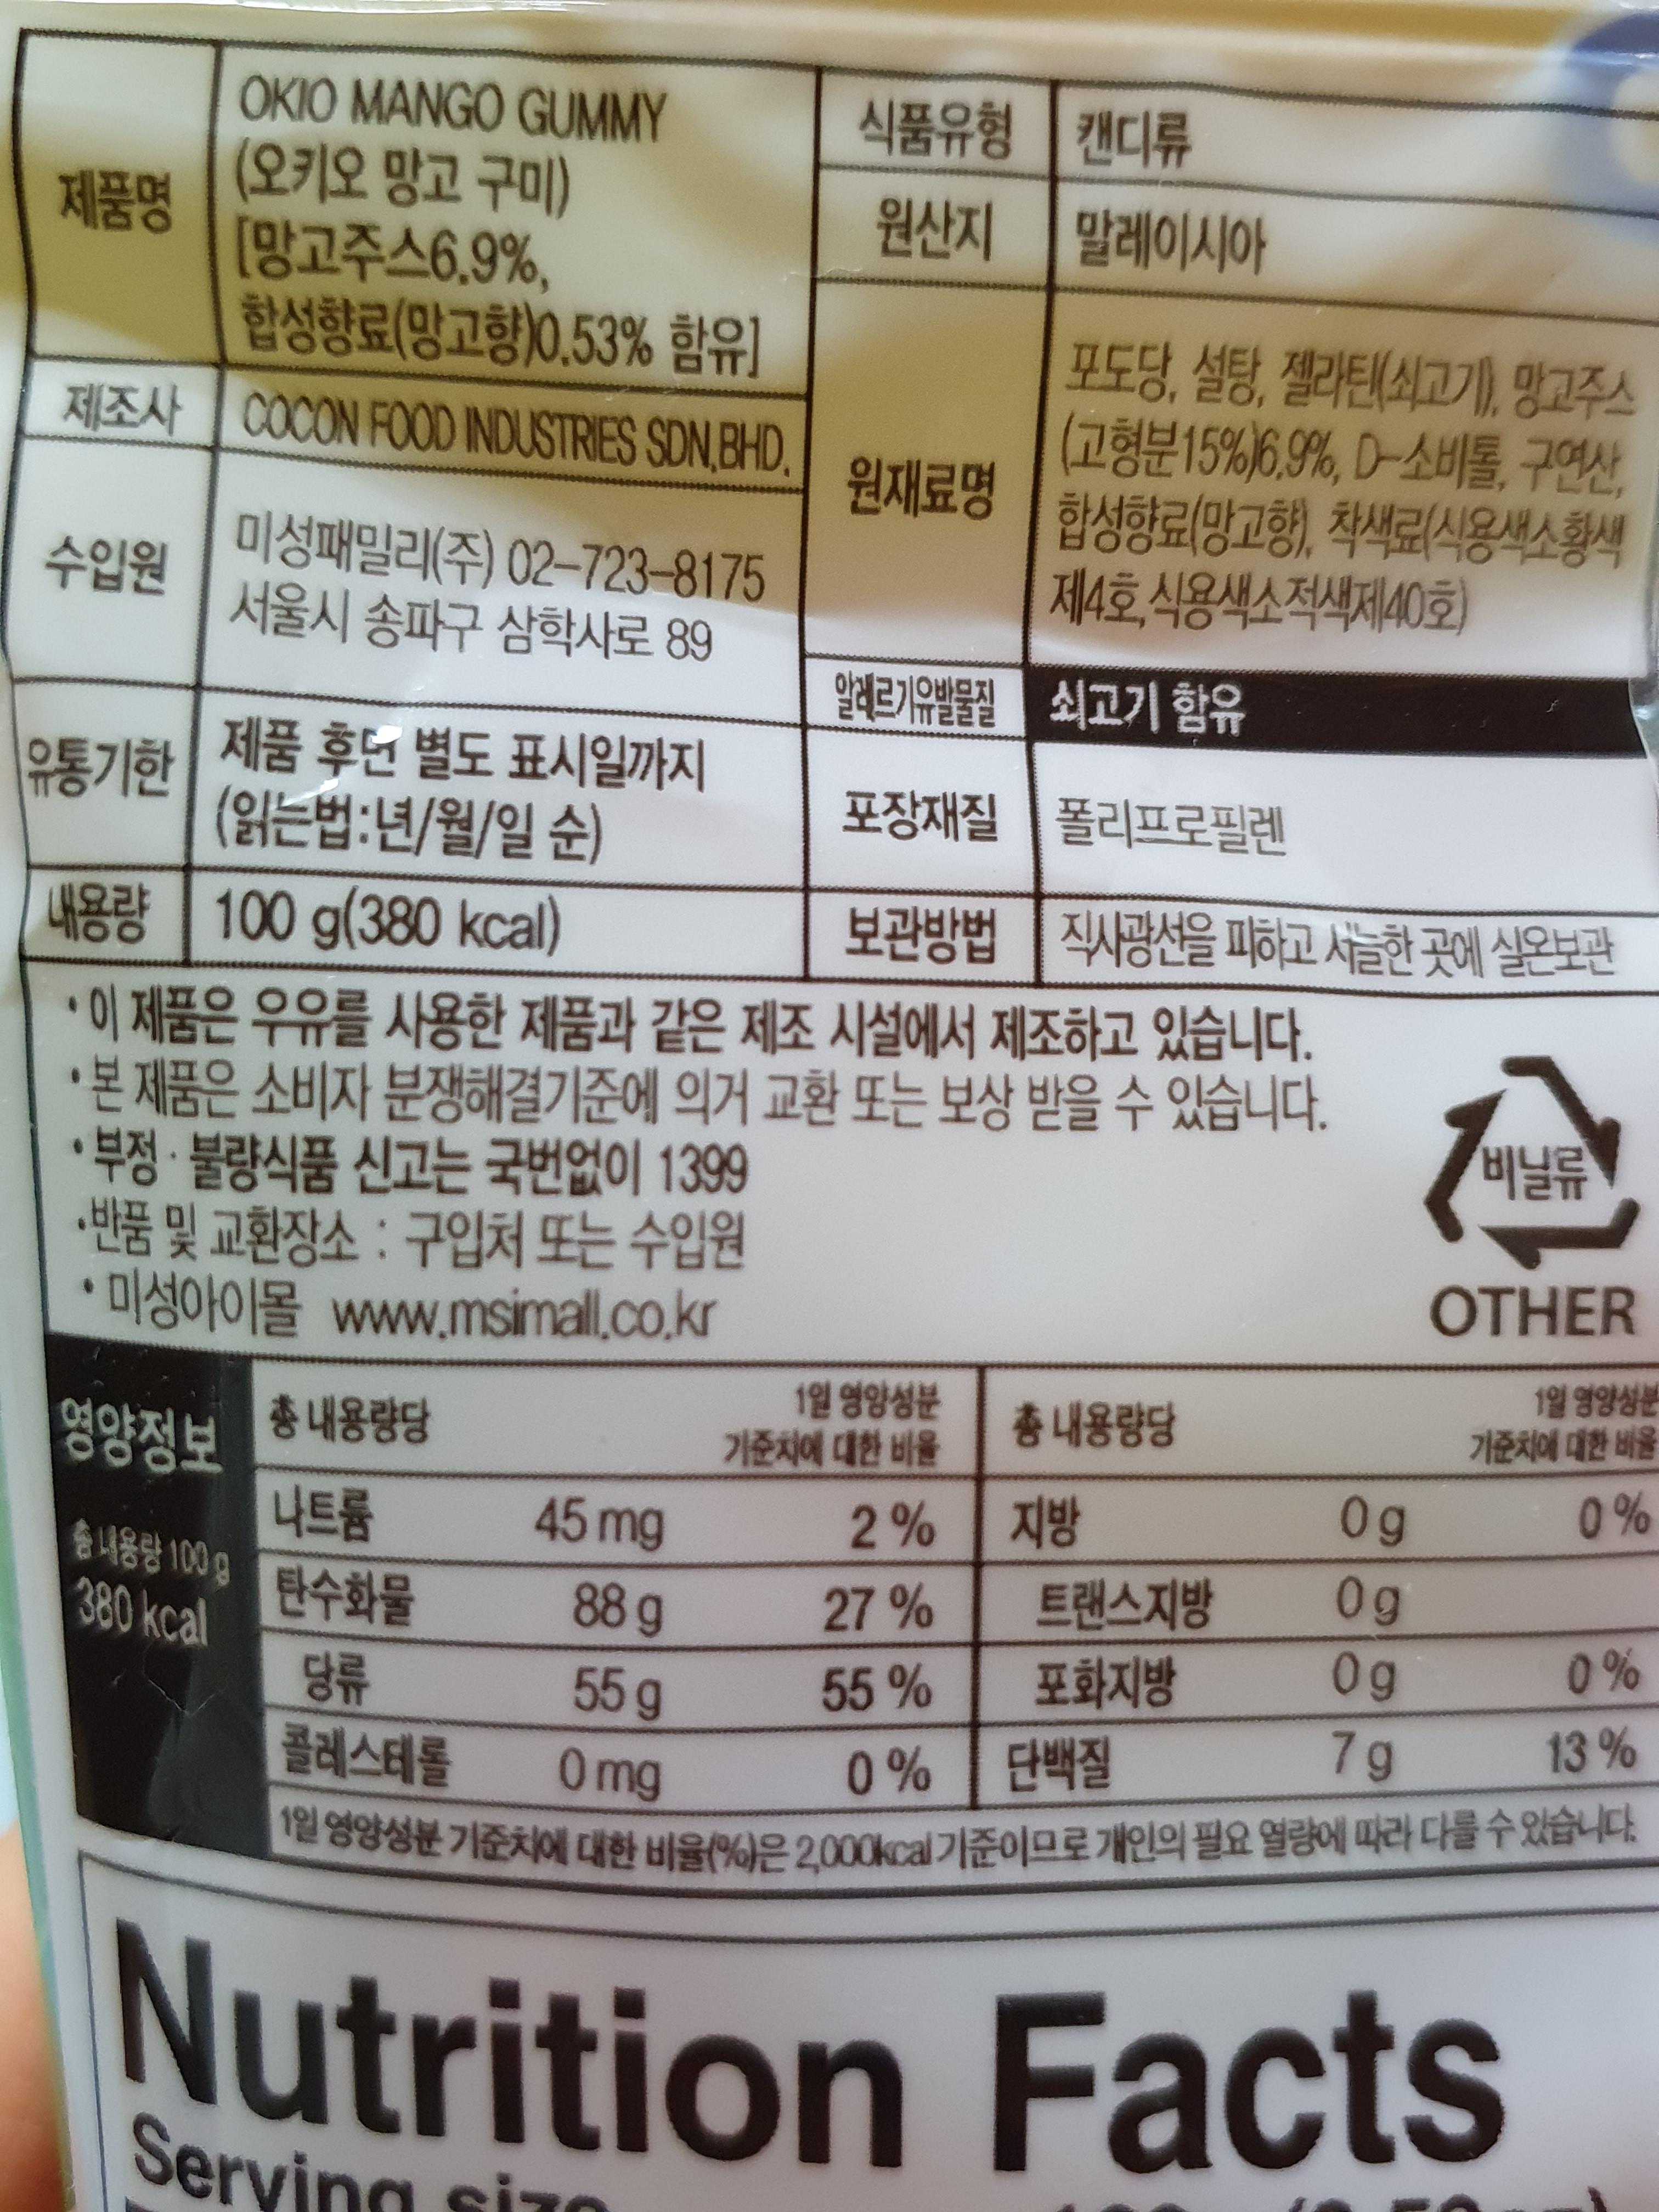 제품명
OKIO MANGO GUMMY
(오키오 망고 구미)
[망고주스6.9%,
합성향료(망고향)0.53% 함유]
제조사
COCON FOOD INDUSTRIES SDN.BHD.
수입원
미성패밀리(주) 02-723-8175
서울시 송파구 삼학사로 89
유통기한
제품 후면 별도 표시일까지
(읽는법:년/월/일 순)
내용량
100 g(380 kcal)
식품유형
캔디류
원산지
말레이시아
원재료명
포도당, 설탕, 젤라틴(쇠고기), 망고주스
(고형분15%)6.9%, D-소비톨, 구연산,
합성향료(망고향), 착색료(식용색소황색
제4호, 식용색소적색제40호)
알레르기유발물질
쇠고기 함유
포장재질
폴리프로필렌
보관방법
직사광선을 피하고 서늘한 곳에 실온보관
·이 제품은 우유를 사용한 제품과 같은 제조 시설에서 제조하고 있습니다.
·본 제품은 소비자 분쟁해결기준에 의거 교환 또는 보상 받을 수 있습니다.
·부정·불량식품 신고는 국번없이 1399
·반품 및 교환장소 : 구입처 또는 수입원
·미성아이몰 www.msimall.co.kr
비닐류
OTHER
영양정보
총 내용량 100 g
380 kcal
총 내용량당 1일 영양성분
기준치에 대한 비율
나트륨 45 mg 2 %
탄수화물 88 g 27 %
당류 55 g 55 %
콜레스테롤 0 mg 0 %
총 내용량당 1일 영양성분
기준치에 대한 비율
지방 0 g 0 %
트랜스지방 0 g
포화지방 0 g 0 %
단백질 7 g 13 %
1일 영양성분 기준치에 대한 비율(%)은 2,000kcal 기준이므로 개인의 필요 열량에 따라 다를 수 있습니다.
Nutrition Facts
Serving size